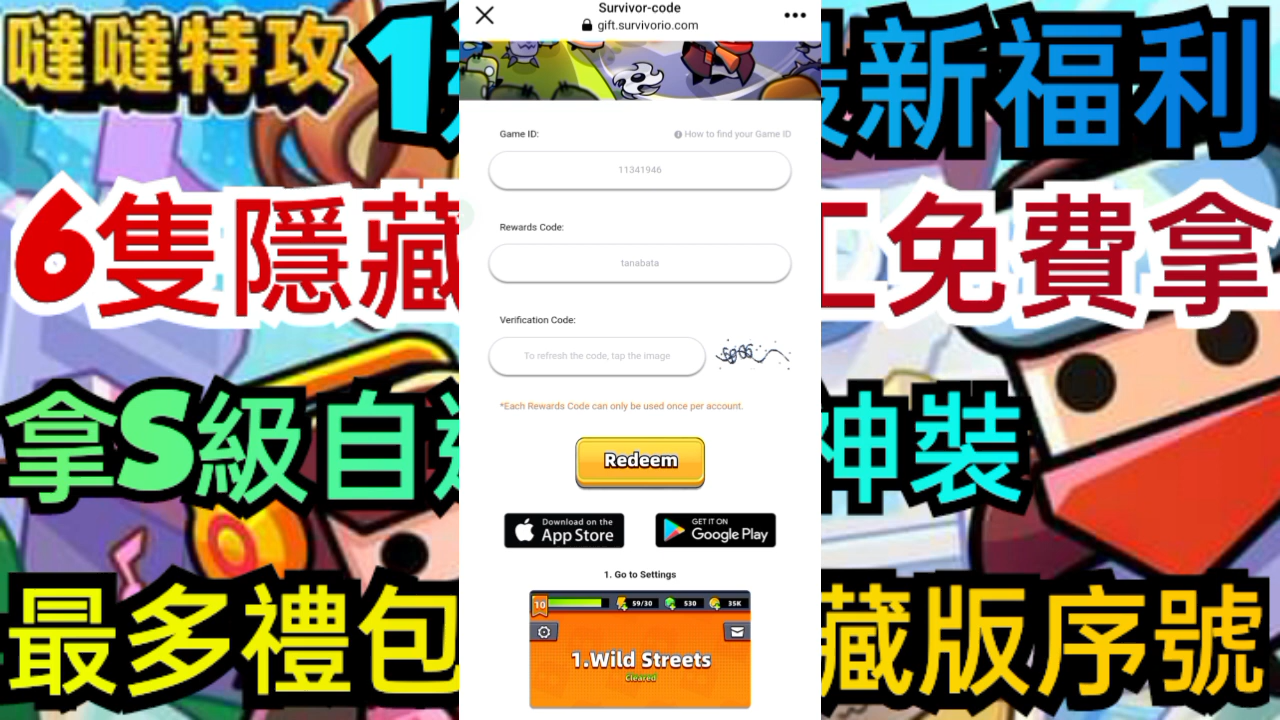 噠噠特攻
1
最新福利
6隻隱藏
免費拿
拿S級自
神裝
最多禮包
藏版序號
Survivor-code
gift.survivorio.com
Game ID:
How to find your Game ID
11341946
Rewards Code:
tanabata
Verification Code:
To refresh the code, tap the image
*Each Rewards Code can only be used once per account.
Redeem
Download on the
App Store
GET IT ON
Google Play
1. Go to Settings
10
59/30
530
35K
1.Wild Streets
Cleared